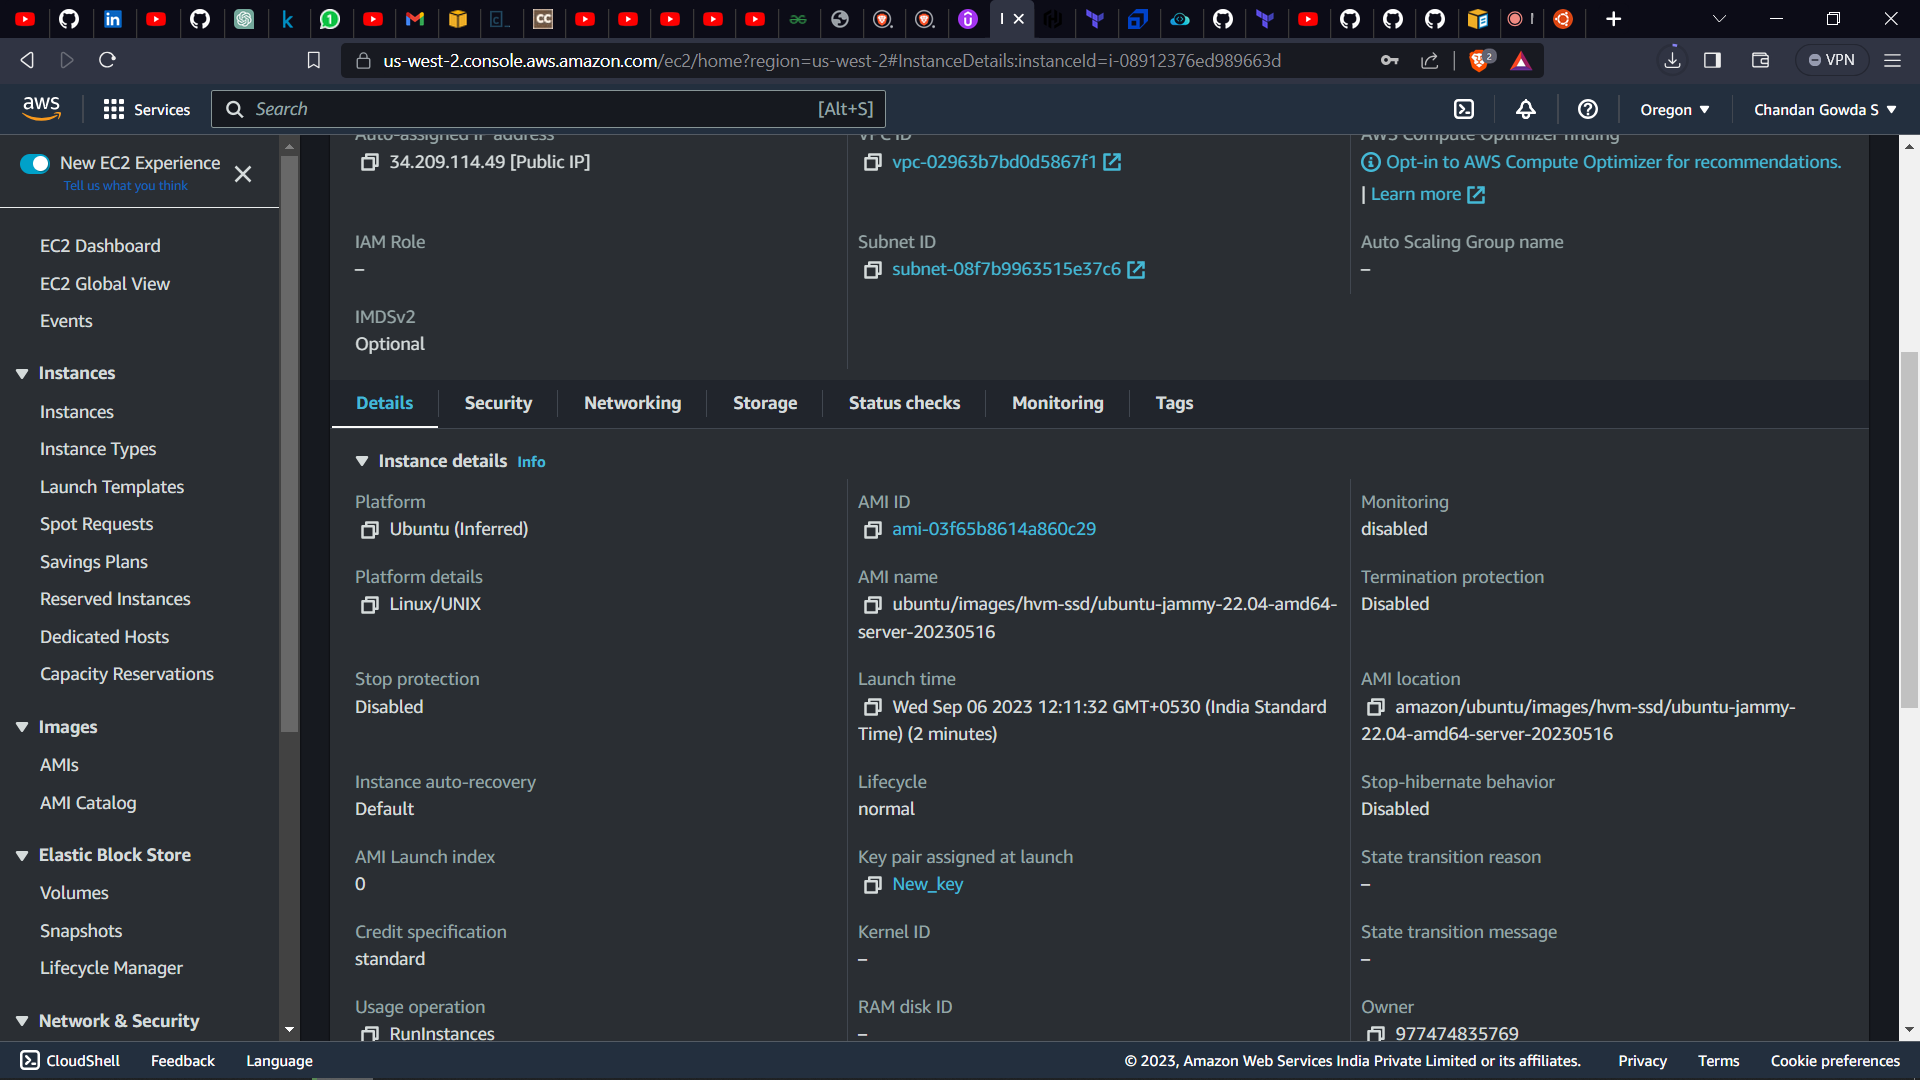 us-west-2.console.aws.amazon.com/ec2/home?region=us-west-2#InstanceDetails:instanceId=i-08912376ed989663d
2
VPN
aws
Services
Search
[Alt+S]
Oregon
Chandan Gowda S
New EC2 Experience
Tell us what you think
EC2 Dashboard
EC2 Global View
Events
Instances
Instances
Instance Types
Launch Templates
Spot Requests
Savings Plans
Reserved Instances
Dedicated Hosts
Capacity Reservations
Images
AMIs
AMI Catalog
Elastic Block Store
Volumes
Snapshots
Lifecycle Manager
Network & Security
Auto-assigned IP address
34.209.114.49 [Public IP]
VPC ID
vpc-02963b7bd0d5867f1
AWS Compute Optimizer finding
Opt-in to AWS Compute Optimizer for recommendations.
| Learn more
IAM Role
–
Subnet ID
subnet-08f7b9963515e37c6
Auto Scaling Group name
–
IMDSv2
Optional
Details
Security
Networking
Storage
Status checks
Monitoring
Tags
Instance details Info
Platform
Ubuntu (Inferred)
AMI ID
ami-03f65b8614a860c29
Monitoring
disabled
Platform details
Linux/UNIX
AMI name
ubuntu/images/hvm-ssd/ubuntu-jammy-22.04-amd64-
server-20230516
Termination protection
Disabled
Stop protection
Disabled
Launch time
Wed Sep 06 2023 12:11:32 GMT+0530 (India Standard
Time) (2 minutes)
AMI location
amazon/ubuntu/images/hvm-ssd/ubuntu-jammy-
22.04-amd64-server-20230516
Instance auto-recovery
Default
Lifecycle
normal
Stop-hibernate behavior
Disabled
AMI Launch index
0
Key pair assigned at launch
New_key
State transition reason
–
Credit specification
standard
Kernel ID
–
State transition message
–
Usage operation
RunInstances
RAM disk ID
–
Owner
977474835769
CloudShell
Feedback
Language
© 2023, Amazon Web Services India Private Limited or its affiliates.
Privacy
Terms
Cookie preferences